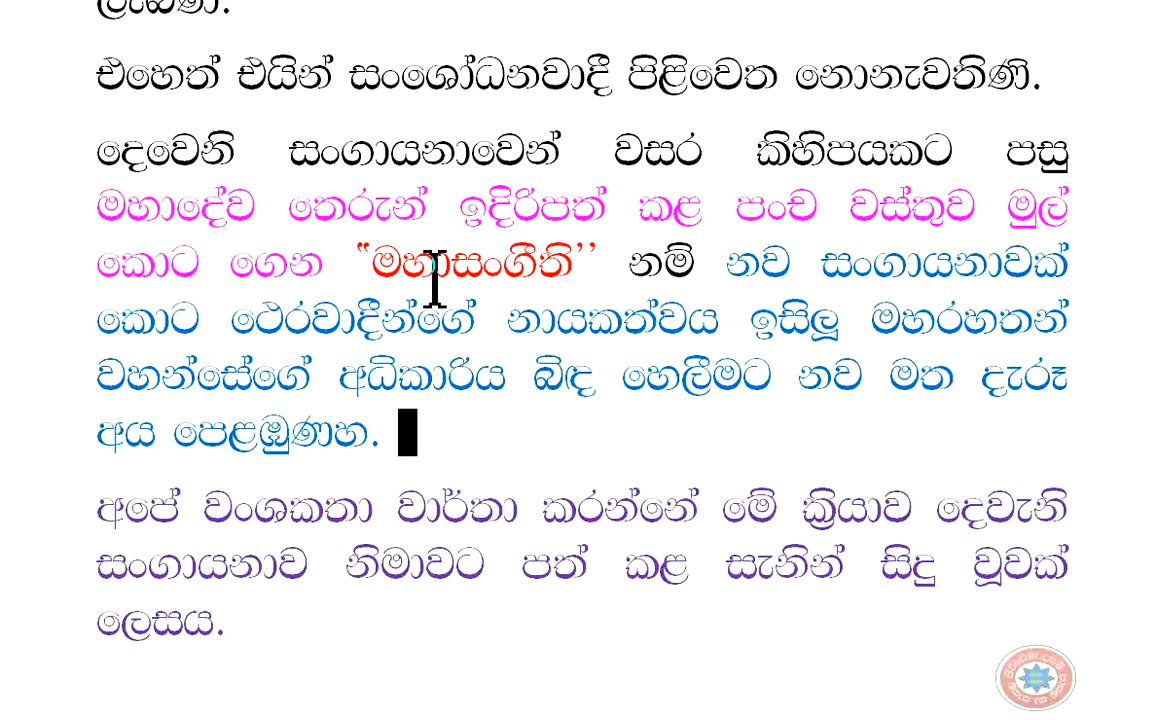 ලැබිණි.
එහෙත් එයින් සංශෝධනවාදී පිළිවෙත නොනැවතිණි.
දෙවෙනි සංගායනාවෙන් වසර කිහිපයකට පසු
මහාදේව තෙරුන් ඉදිරිපත් කළ පංච වස්තුව මුල්
කොට ගෙන “මහාසංගීති’’ නම් නව සංගායනාවක්
කොට ථෙරවාදීන්ගේ නායකත්වය ඉසිලූ මහරහතන්
වහන්සේගේ අධිකාරිය බිඳ හෙලීමට නව මත දැරූ
අය පෙළඹුණහ.
අපේ වංශකතා වාර්තා කරන්නේ මේ ක්‍රියාව දෙවැනි
සංගායනාව නිමාවට පත් කළ සැනින් සිදු වූවක්
ලෙසය.